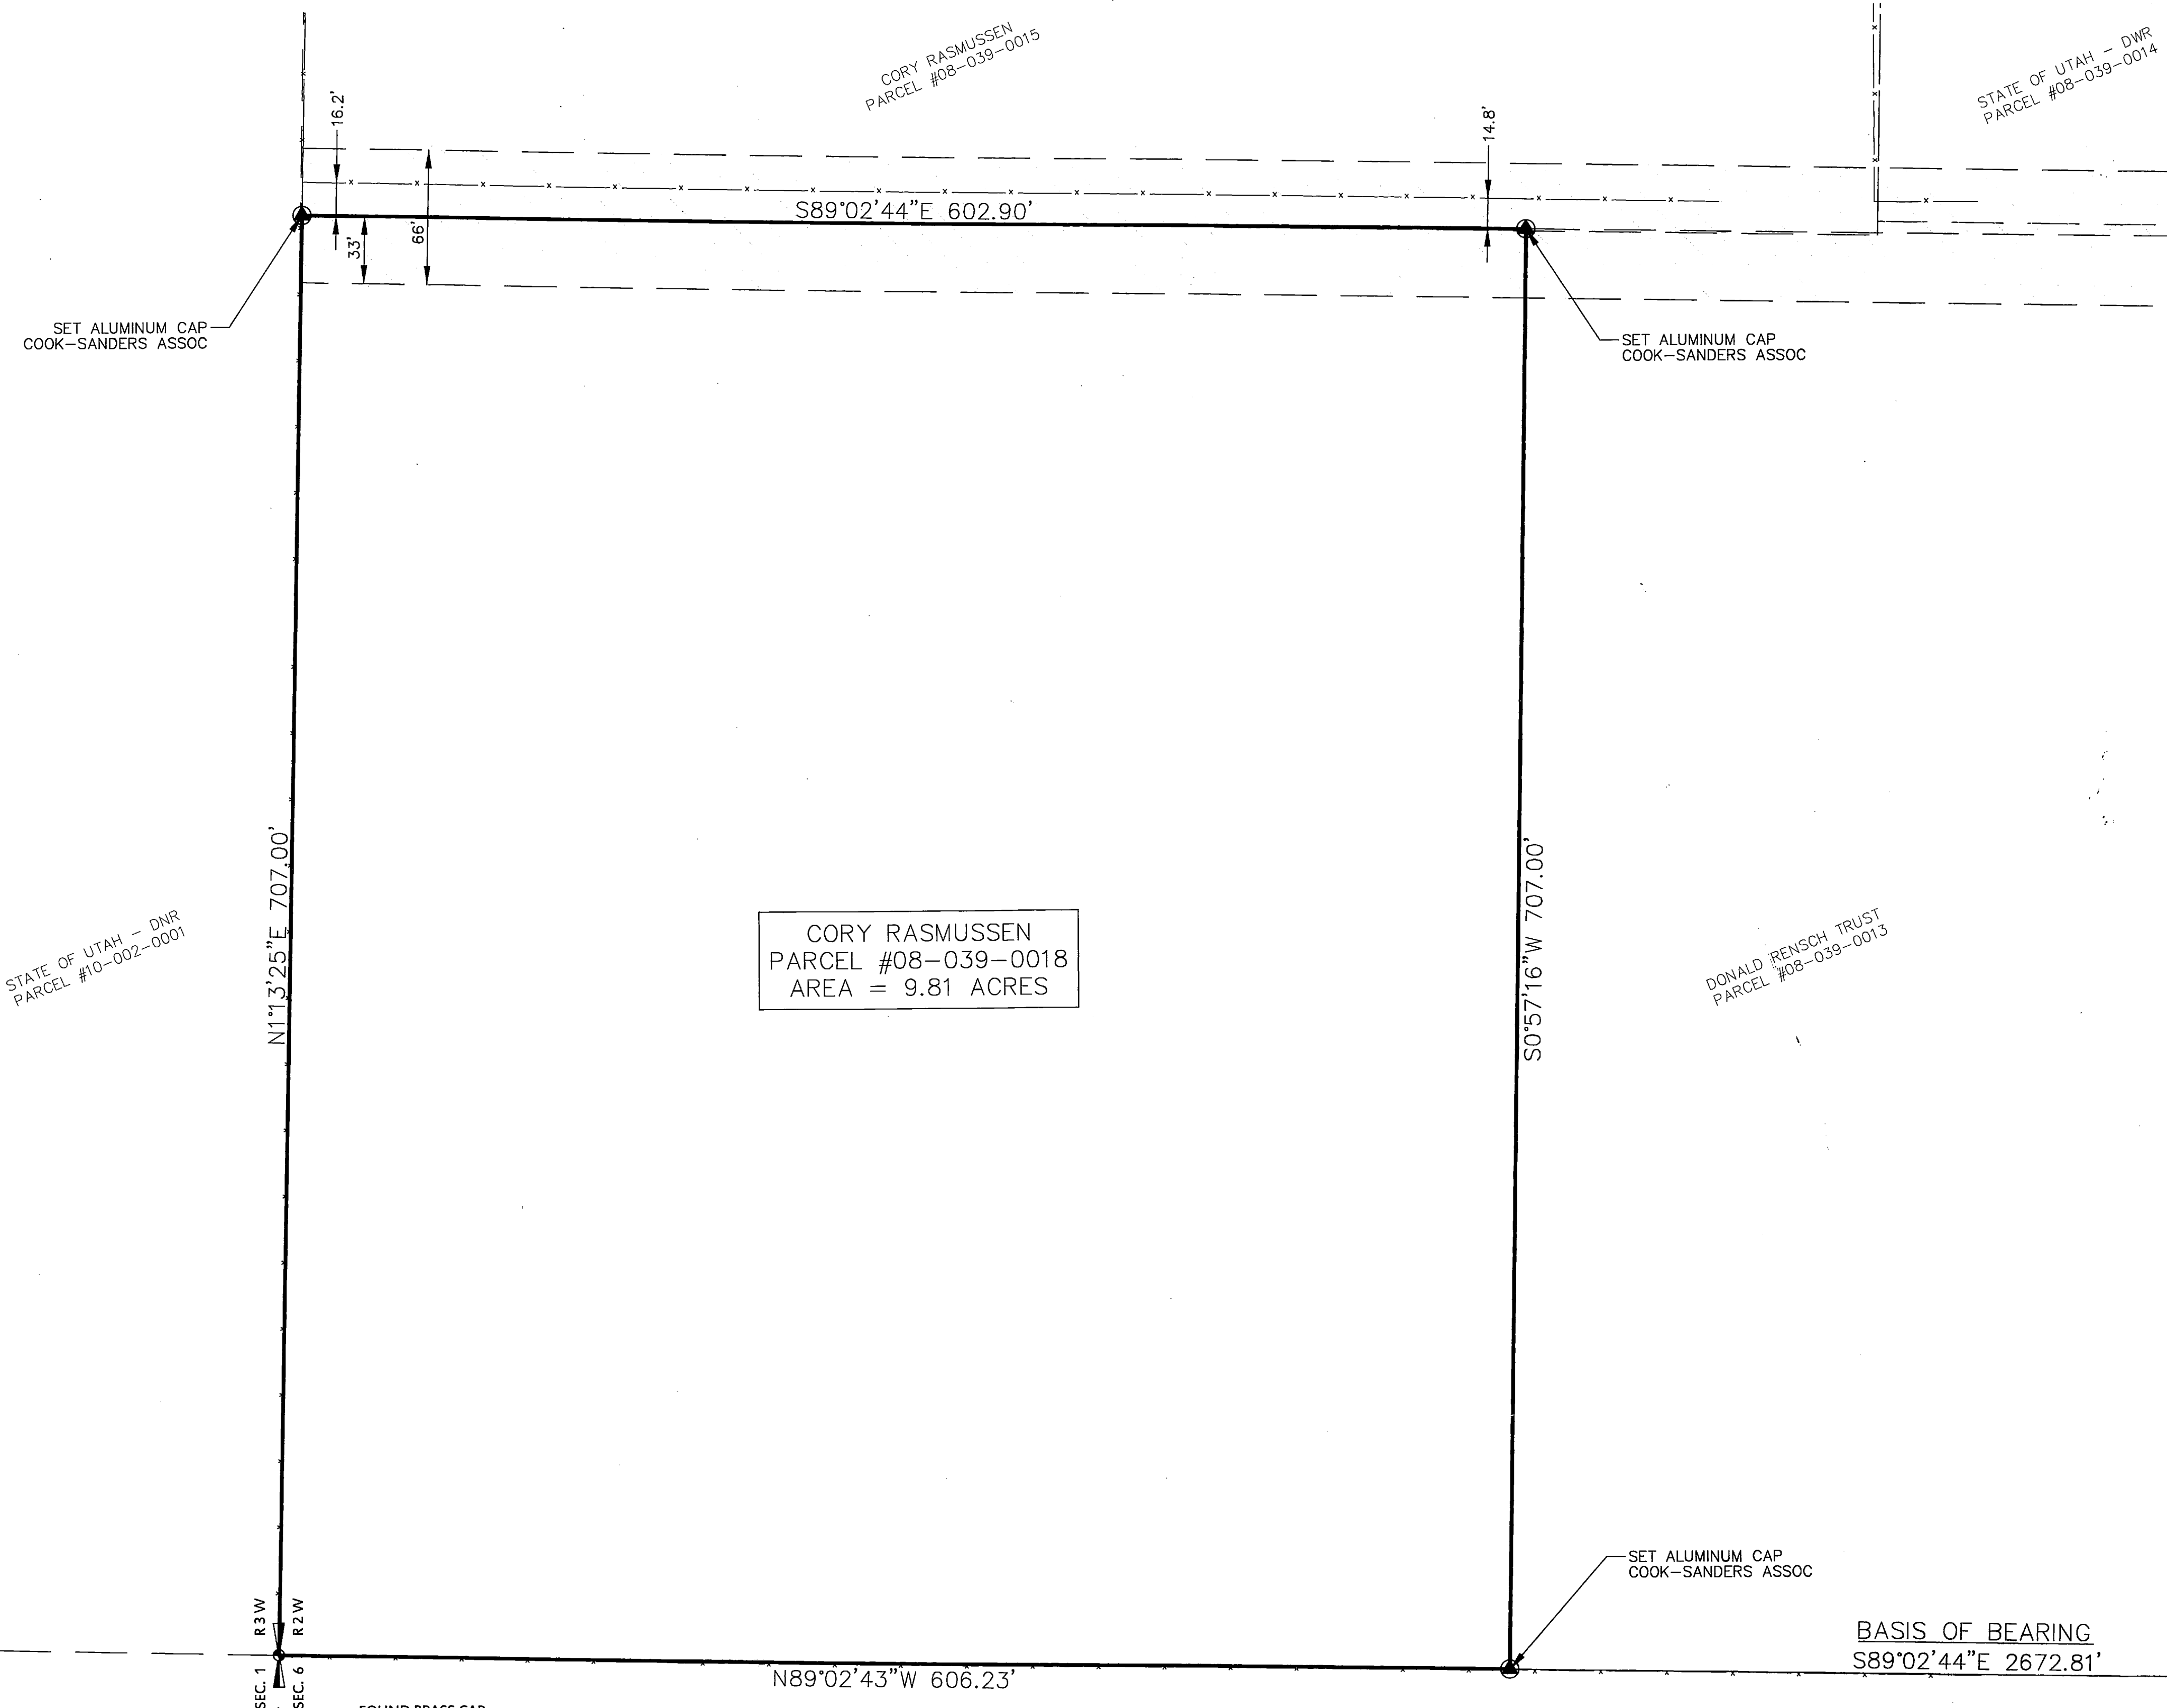 CORY RASMUSSEN
PARCEL #08-039-0015
STATE OF UTAH - DWR
PARCEL #08-039-0014
16.2'
14.8'
S89°02'44"E 602.90'
33'
66'
SET ALUMINUM CAP
COOK-SANDERS ASSOC
SET ALUMINUM CAP
COOK-SANDERS ASSOC
N1°13'25"E 707.00'
S0°57'16"W 707.00'
STATE OF UTAH - DNR
PARCEL #10-002-0001
CORY RASMUSSEN
PARCEL #08-039-0018
AREA = 9.81 ACRES
DONALD RENSCH TRUST
PARCEL #08-039-0013
SET ALUMINUM CAP
COOK-SANDERS ASSOC
R3W
R2W
BASIS OF BEARING
S89°02'44"E 2672.81'
N89°02'43"W 606.23'
SEC. 1
SEC. 6
FOUND BRASS CAP